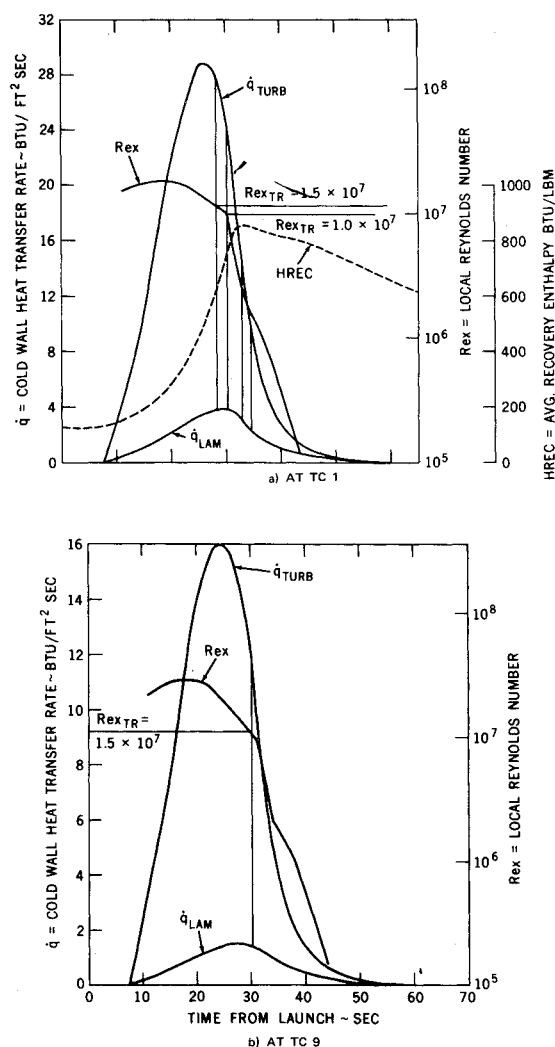 q̇ = COLD WALL HEAT TRANSFER RATE~BTU/ FT² SEC
32
28
24
20
16
12
8
4
0
q̇TURB
Rex
RexTR = 1.5 × 10⁷
RexTR = 1.0 × 10⁷
HREC
q̇LAM
10⁸
10⁷
10⁶
10⁵
Rex = LOCAL REYNOLDS NUMBER
1000
800
600
400
200
0
HREC = AVG. RECOVERY ENTHALPY BTU/LBM
a) AT TC 1
q̇ = COLD WALL HEAT TRANSFER RATE~BTU/FT² SEC
16
14
12
10
8
6
4
2
0
q̇TURB
Rex
RexTR =
1.5 × 10⁷
q̇LAM
10⁸
10⁷
10⁶
10⁵
Rex = LOCAL REYNOLDS NUMBER
0 10 20 30 40 50 60 70
TIME FROM LAUNCH ~ SEC
b) AT TC 9